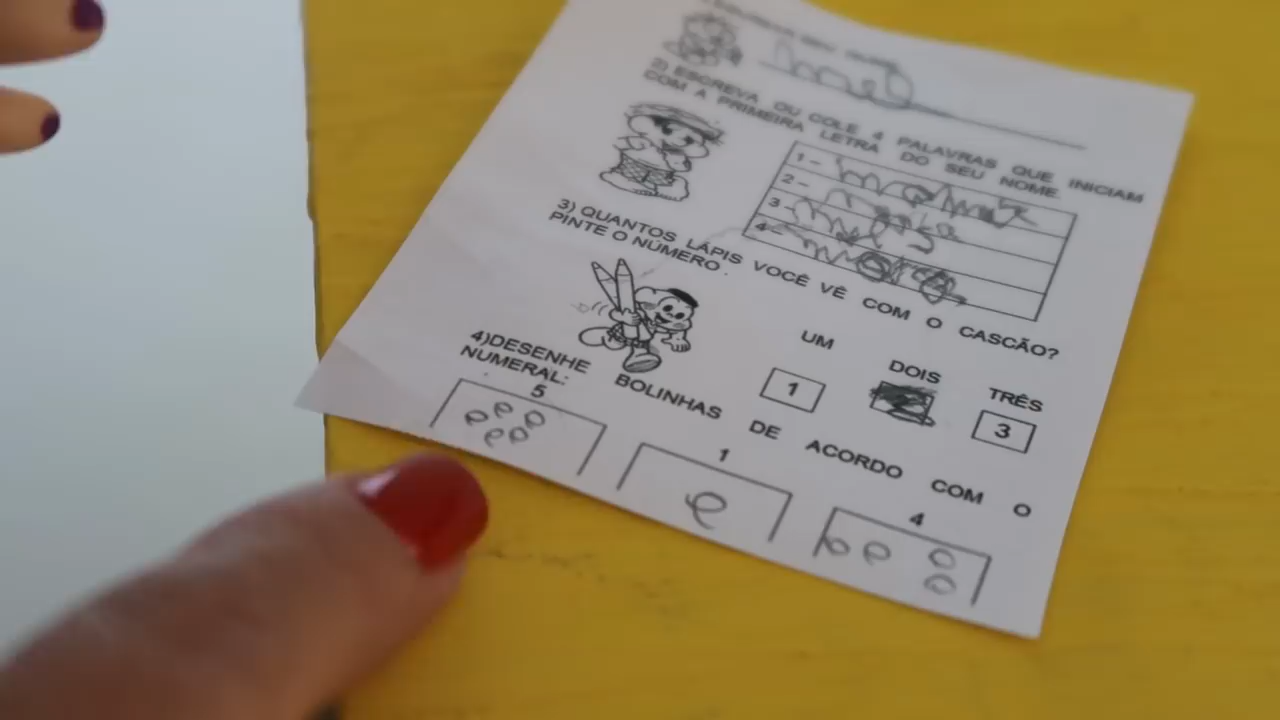 2) ESCREVA OU COLE 4 PALAVRAS QUE INICIAM
COM A PRIMEIRA LETRA DO SEU NOME.
1 –
2 –
3 –
4 –
3) QUANTOS LÁPIS VOCÊ VÊ COM O CASCÃO?
PINTE O NÚMERO.
UM DOIS TRÊS
1 3
4)DESENHE BOLINHAS DE ACORDO COM O
NUMERAL:
5 1 4